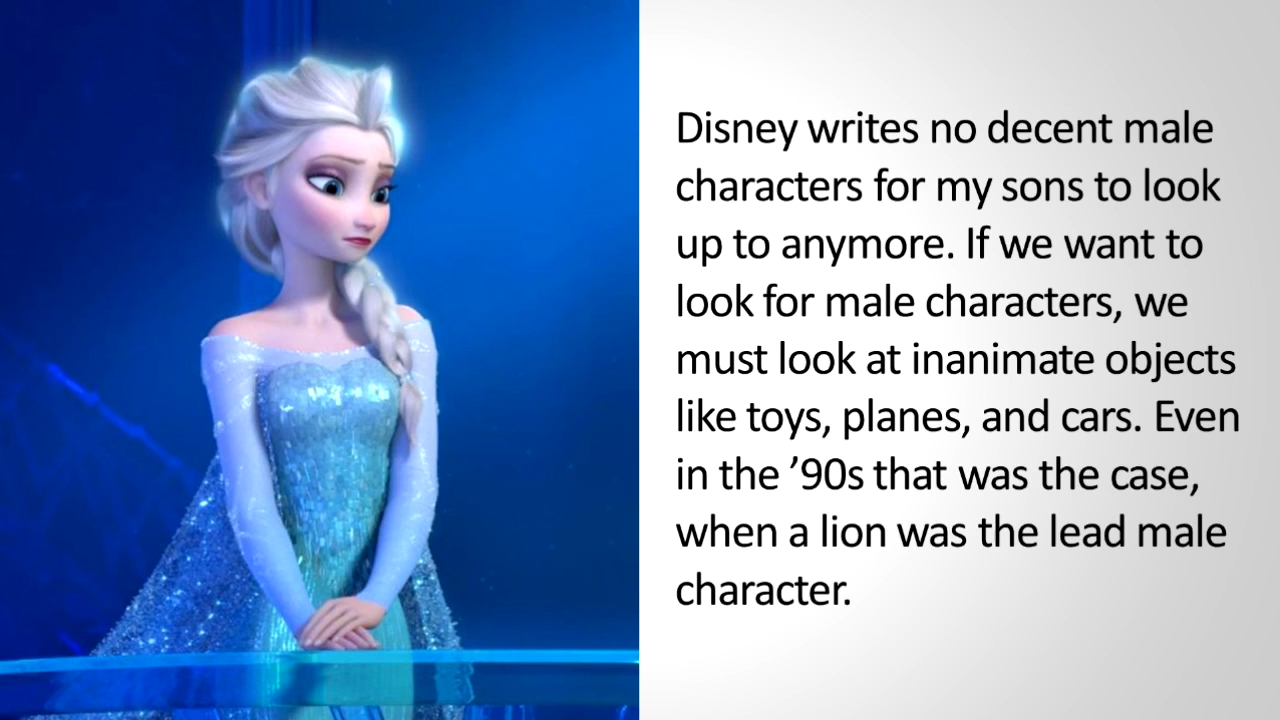 Disney writes no decent male
characters for my sons to look
up to anymore. If we want to
look for male characters, we
must look at inanimate objects
like toys, planes, and cars. Even
in the ’90s that was the case,
when a lion was the lead male
character.